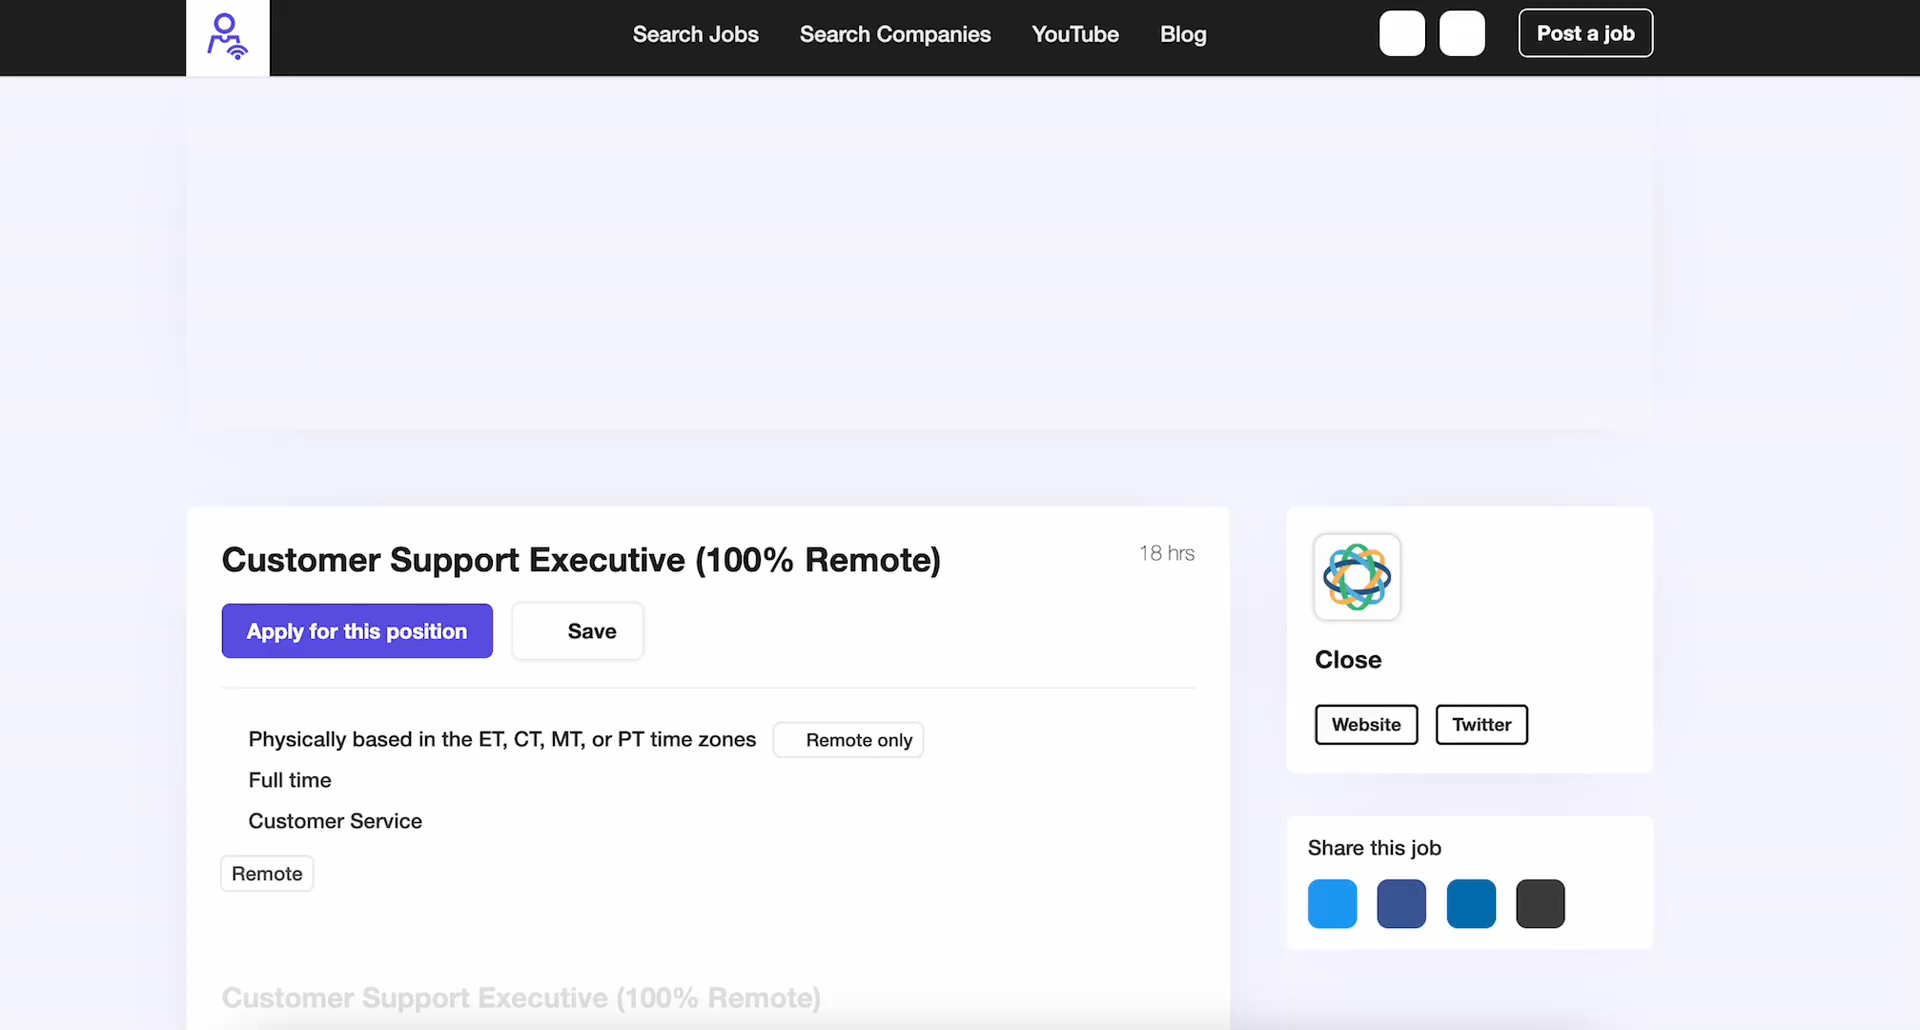 Search Jobs
Search Companies
YouTube
Blog
Post a job
Customer Support Executive (100% Remote)
18 hrs
Apply for this position
Save
Physically based in the ET, CT, MT, or PT time zones
Remote only
Full time
Customer Service
Remote
Customer Support Executive (100% Remote)
Close
Website
Twitter
Share this job